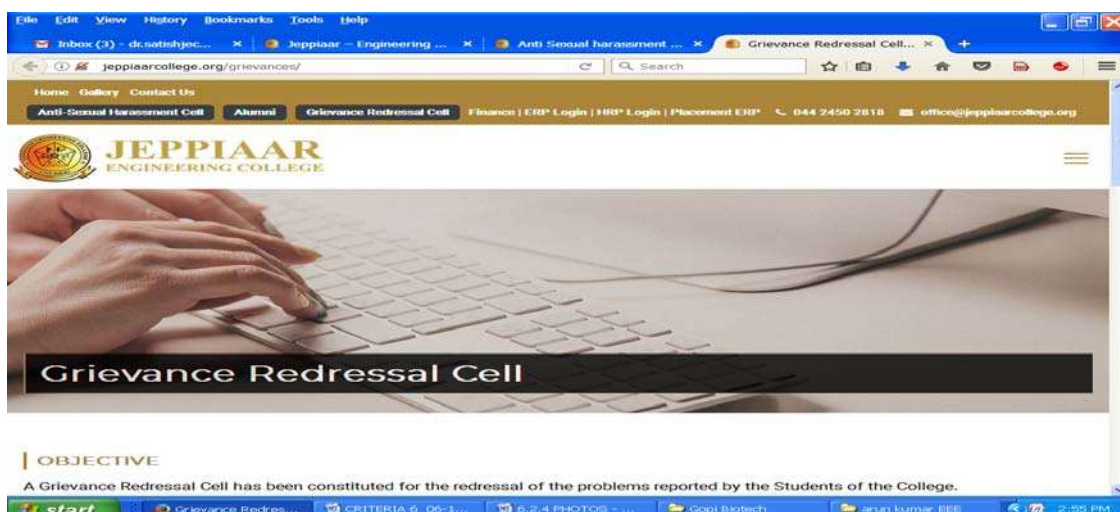 File Edit View History Bookmarks Tools Help
Inbox (3) - dr.satishjec... × Jeppiaar – Engineering ... × Anti Sexual harassment ... × Grievance Redressal Cell... × +
jeppiaarcollege.org/grievances/ Search
Home Gallery Contact Us
Anti-Sexual Harassment Cell Alumni Grievance Redressal Cell Finance | ERP Login | HRP Login | Placement ERP 044 2450 2818 office@jeppiaarcollege.org
JEPPIAAR
ENGINEERING COLLEGE
Grievance Redressal Cell
OBJECTIVE
A Grievance Redressal Cell has been constituted for the redressal of the problems reported by the Students of the College.
start Grievance Redres... CRITERIA 6 06-1... 6.2.4 PHOTOS - ... Gopi Biotech arun kumar EEE 2:55 PM